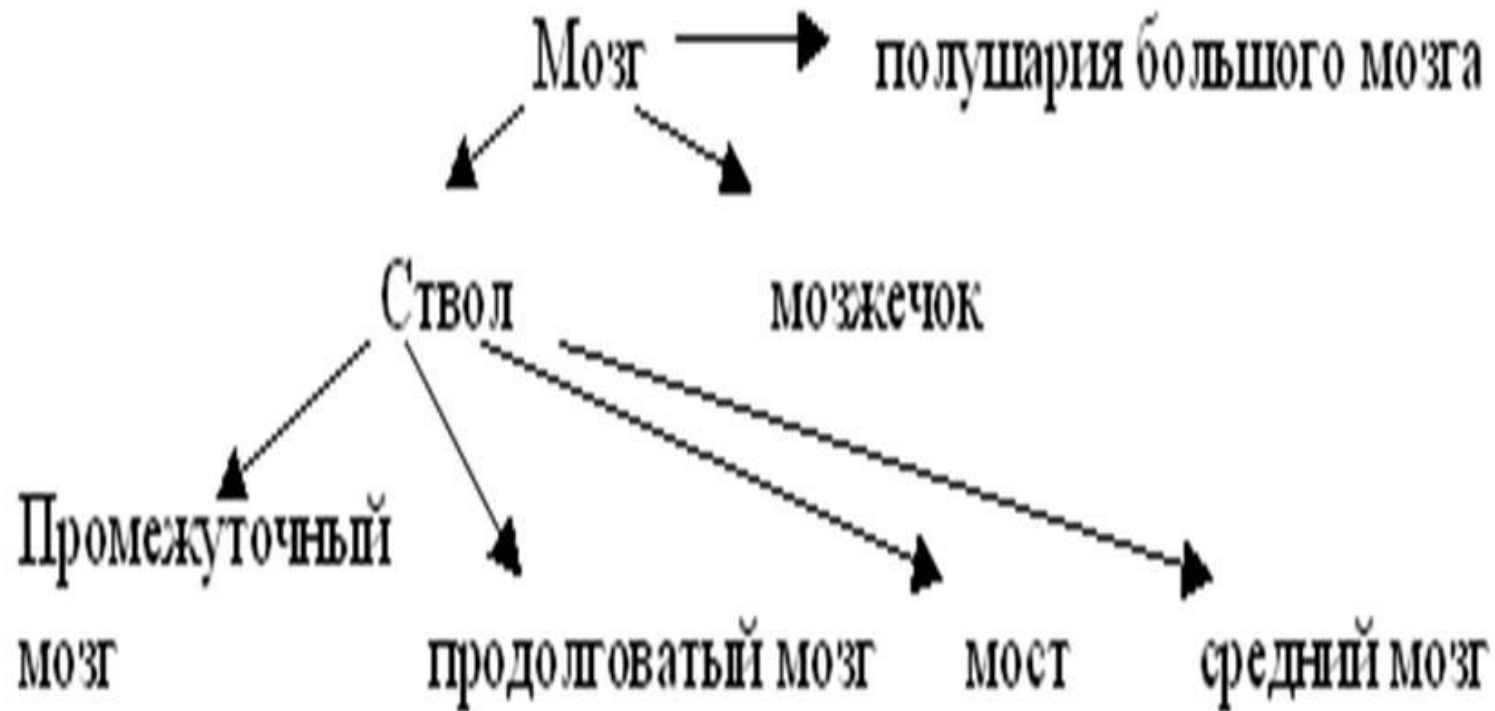 Мозг полушария большого мозга
Ствол мозжечок
Промежуточный
мозг продолговатый мозг мост средний мозг